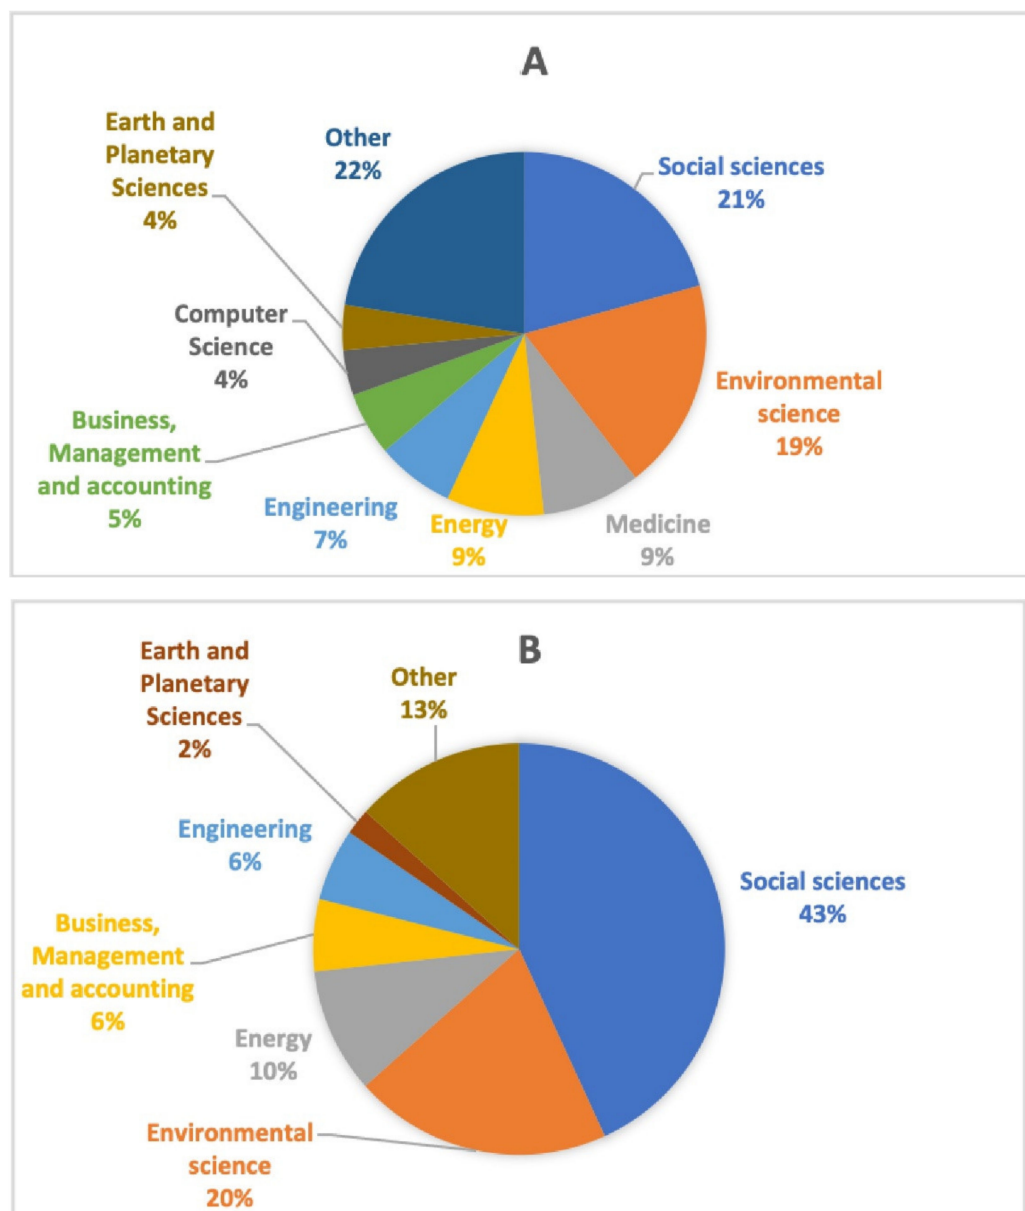 A
Earth and
Planetary
Sciences
4%
Other
22%
Social sciences
21%
Computer
Science
4%
Environmental
science
19%
Business,
Management
and accounting
5%
Engineering
7%
Energy
9%
Medicine
9%
B
Earth and
Planetary
Sciences
2%
Other
13%
Engineering
6%
Social sciences
43%
Business,
Management
and accounting
6%
Energy
10%
Environmental
science
20%